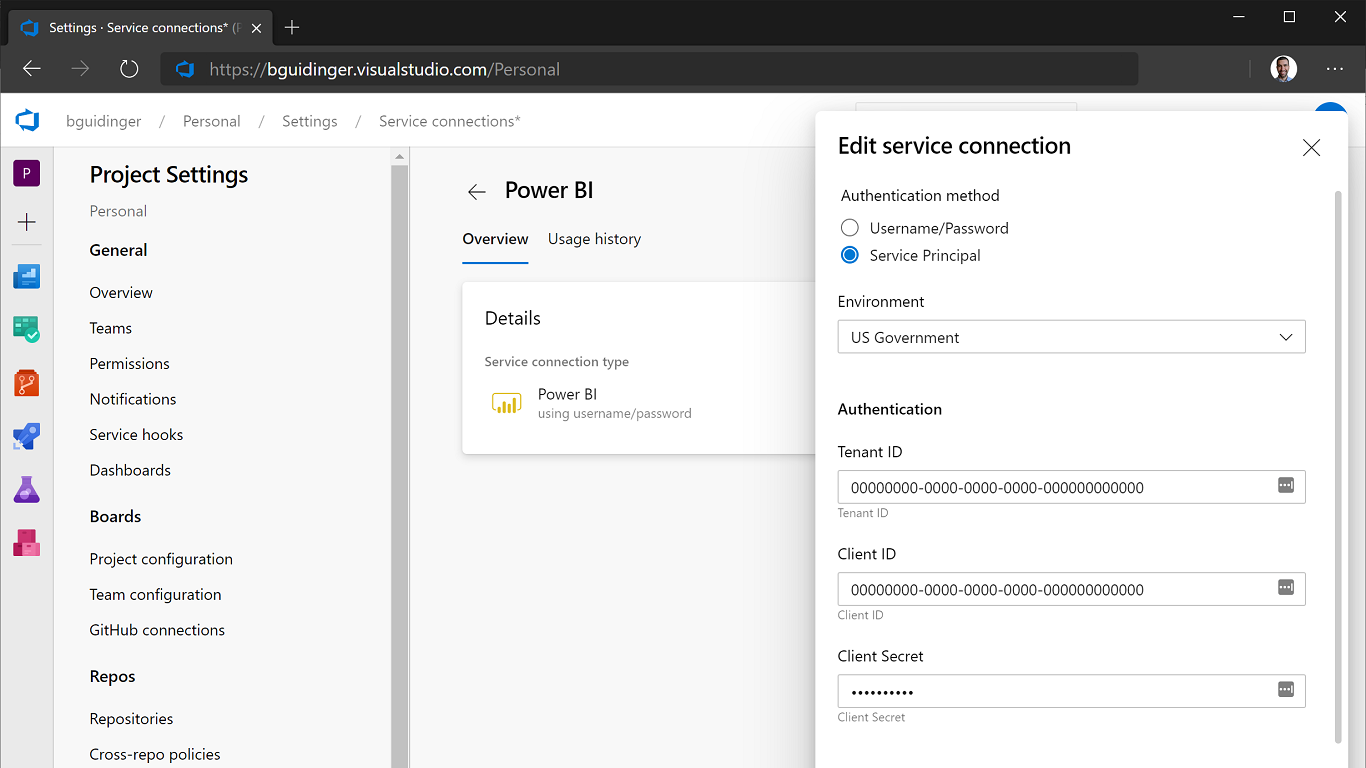 Settings · Service connections* (P
https://bguidinger.visualstudio.com/Personal
bguidinger / Personal / Settings / Service connections*
P
Project Settings
Personal
General
Overview
Teams
Permissions
Notifications
Service hooks
Dashboards
Boards
Project configuration
Team configuration
GitHub connections
Repos
Repositories
Cross-repo policies
Power BI
Overview
Usage history
Details
Service connection type
Power BI
using username/password
Edit service connection
Authentication method
Username/Password
Service Principal
Environment
US Government
Authentication
Tenant ID
00000000-0000-0000-0000-000000000000
Tenant ID
Client ID
00000000-0000-0000-0000-000000000000
Client ID
Client Secret
••••••••••
Client Secret